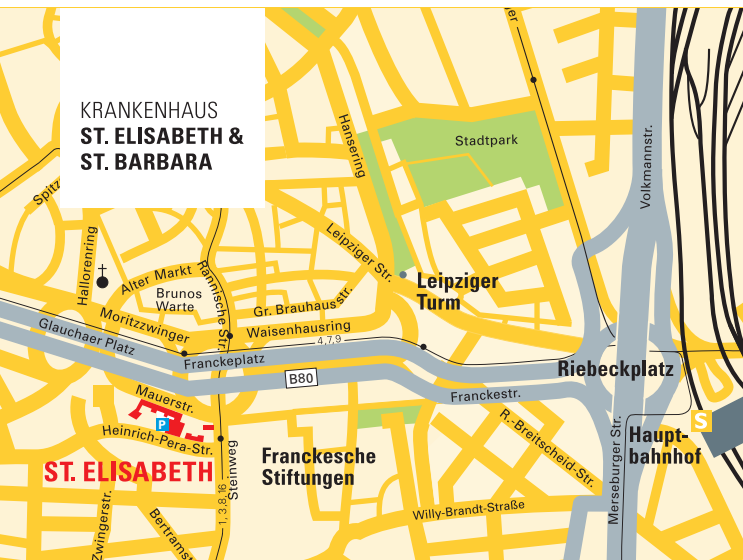 KRANKENHAUS
ST. ELISABETH &
ST. BARBARA
Stadtpark
Hansering
Volkmannstr.
Spitz
Hallorenring
Alter Markt
Brunos
Warte
Rannische Str.
Leipziger Str.
Leipziger
Turm
Gr. Brauhausstr.
Waisenhausring
Moritzzwinger
Glauchaer Platz
Franckeplatz
4,7,9
B80
Franckestr.
Riebeckplatz
Mauerstr.
P
Heinrich-Pera-Str.
ST. ELISABETH
Steinweg
1, 3,8,16
Franckesche
Stiftungen
R.-Breitscheid-Str.
Merseburger Str.
S
Haupt-
bahnhof
Willy-Brandt-Straße
Zwingerstr.
Bertramst
er